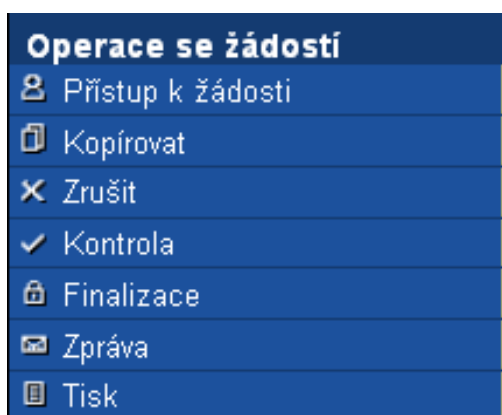 Operace se žádostí
Přístup k žádosti
Kopírovat
Zrušit
Kontrola
Finalizace
Zpráva
Tisk